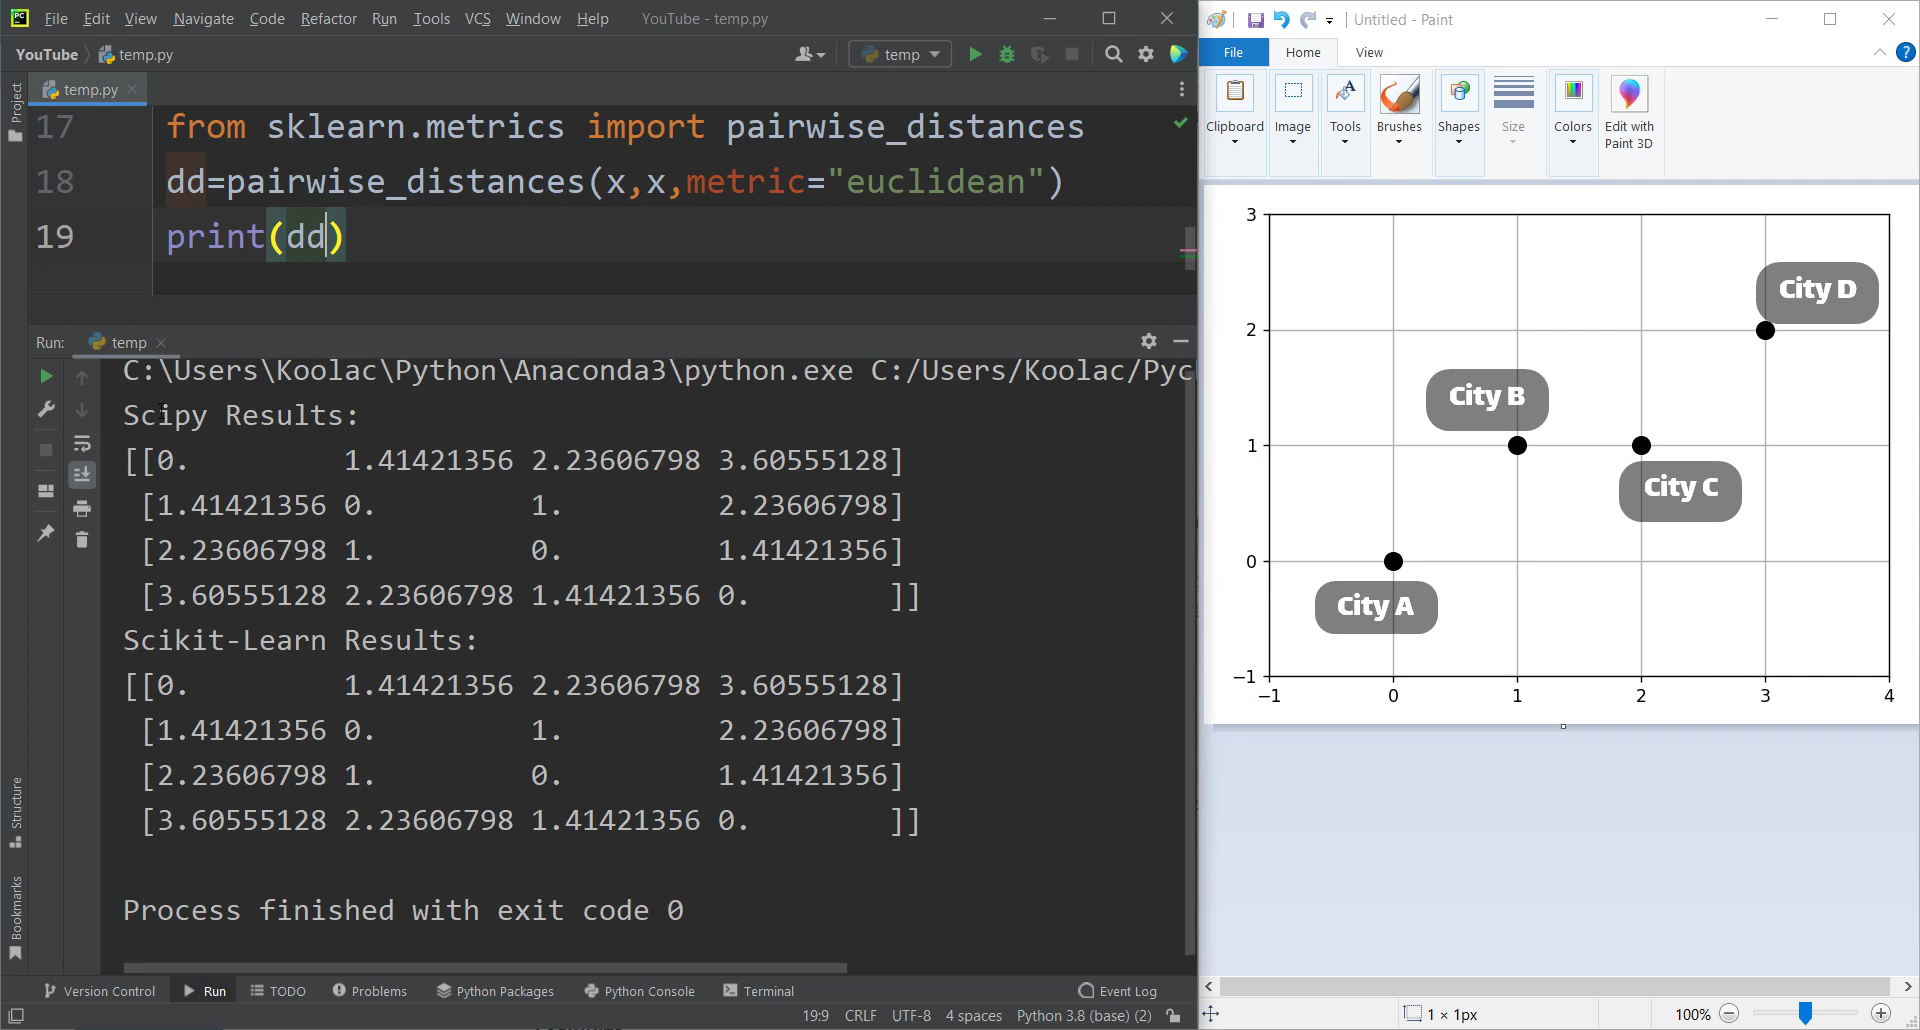 File Edit View Navigate Code Refactor Run Tools VCS Window Help YouTube - temp.py
YouTube temp.py temp
temp.py
17 from sklearn.metrics import pairwise_distances
18 dd=pairwise_distances(x,x,metric="euclidean")
19 print(dd)
Run: temp
C:\Users\Koolac\Python\Anaconda3\python.exe C:/Users/Koolac/Pyc
Scipy Results:
[[0. 1.41421356 2.23606798 3.60555128]
[1.41421356 0. 1. 2.23606798]
[2.23606798 1. 0. 1.41421356]
[3.60555128 2.23606798 1.41421356 0. ]]
Scikit-Learn Results:
[[0. 1.41421356 2.23606798 3.60555128]
[1.41421356 0. 1. 2.23606798]
[2.23606798 1. 0. 1.41421356]
[3.60555128 2.23606798 1.41421356 0. ]]
Process finished with exit code 0
Project
Structure
Bookmarks
Version Control Run TODO Problems Python Packages Python Console Terminal Event Log
19:9 CRLF UTF-8 4 spaces Python 3.8 (base) (2)
Untitled - Paint
File Home View
Clipboard Image Tools Brushes Shapes Size Colors Edit with
Paint 3D
3
City D
2
City B
1
City C
0
City A
−1
−1 0 1 2 3 4
1 × 1px 100%